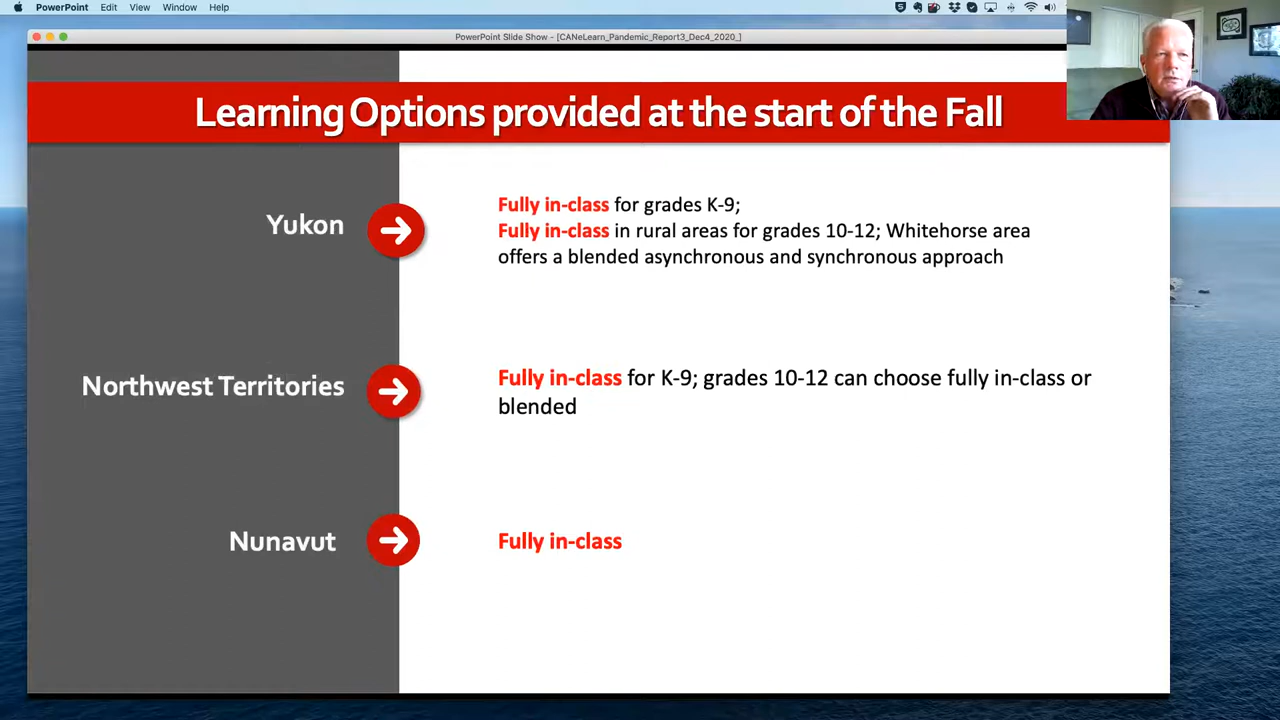 PowerPoint Edit View Window Help
PowerPoint Slide Show - [CANeLearn_Pandemic_Report3_Dec4_2020_]
Learning Options provided at the start of the Fall
Yukon
Fully in-class for grades K-9;
Fully in-class in rural areas for grades 10-12; Whitehorse area
offers a blended asynchronous and synchronous approach
Northwest Territories
Fully in-class for K-9; grades 10-12 can choose fully in-class or
blended
Nunavut
Fully in-class